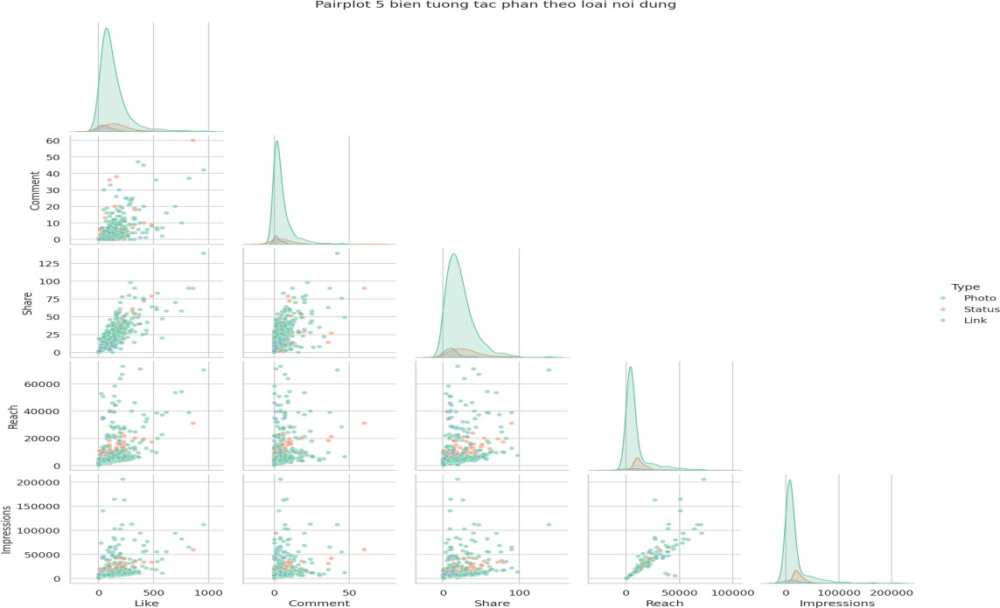 Pairplot 5 bien tuong tac phan theo loai noi dung
60
50
40
30
20
10
0
Comment
125
100
75
50
25
0
Share
60000
40000
20000
0
Reach
200000
150000
100000
50000
0
Impressions
0 500 1000
Like
0 50
Comment
0 100
Share
0 50000 100000
Reach
0 100000 200000
Impressions
Type
Photo
Status
Link